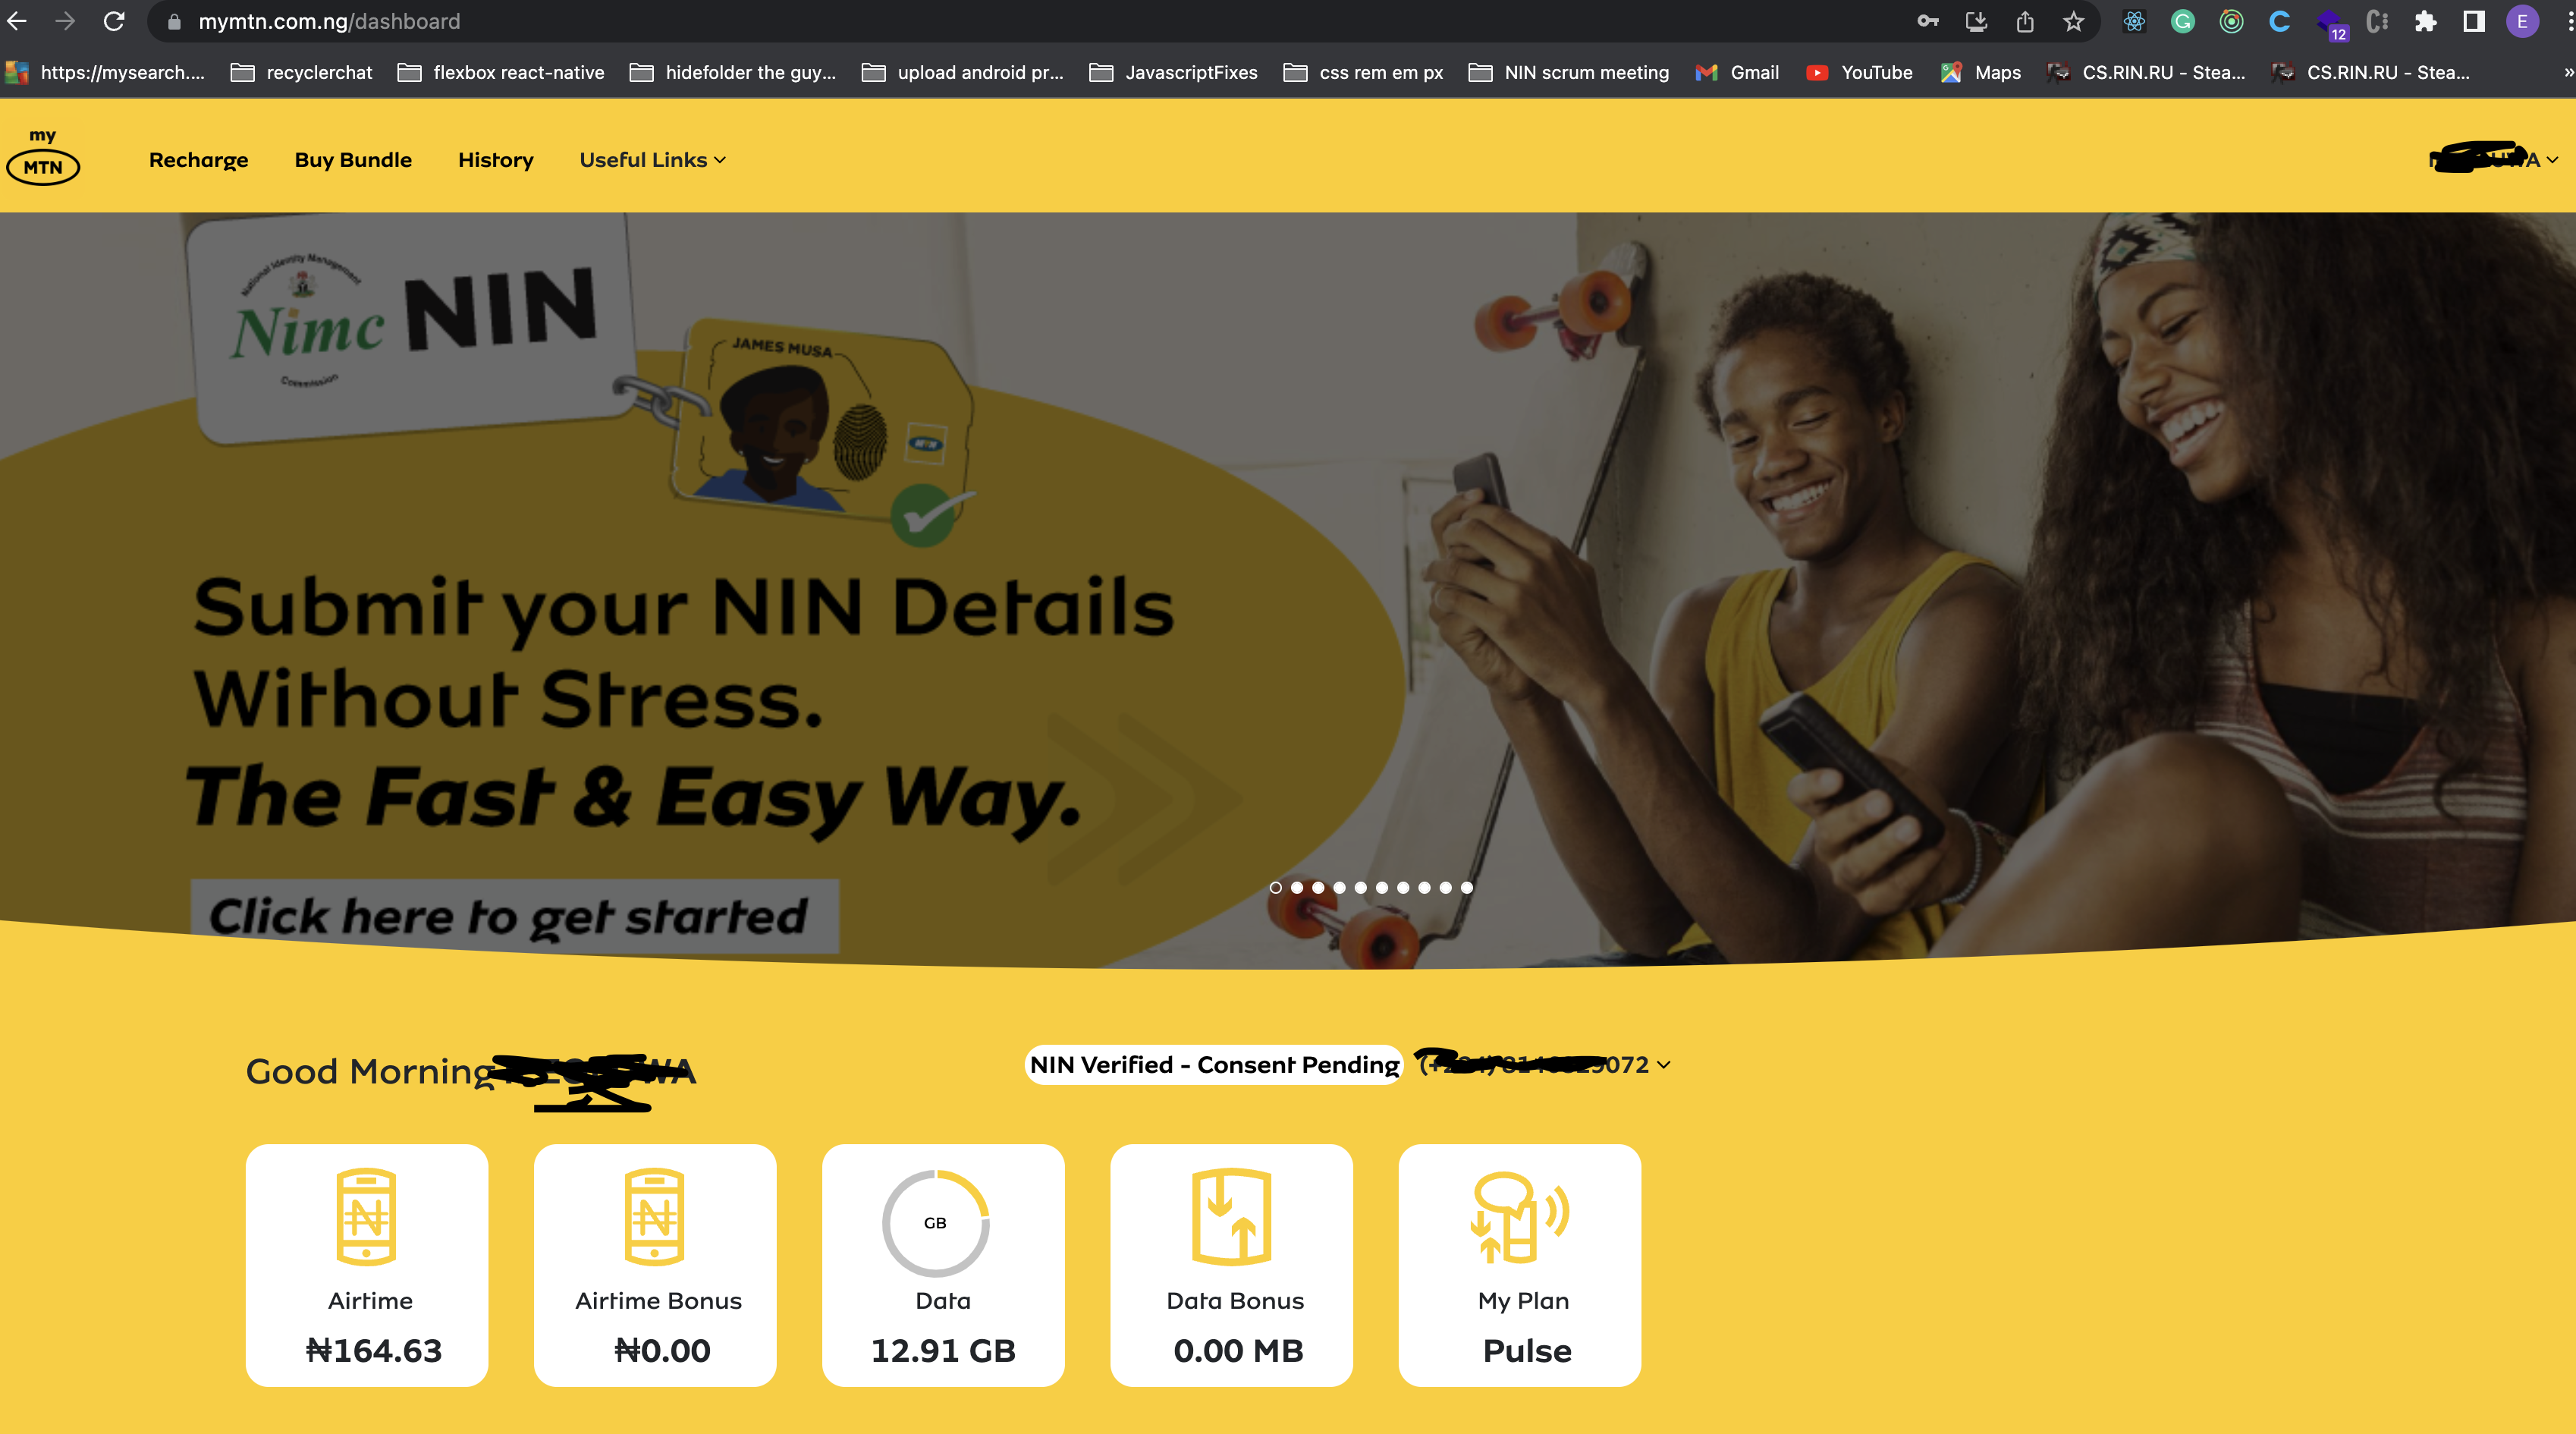 mymtn.com.ng/dashboard
12
E
https://mysearch.... recyclerchat flexbox react-native hidefolder the guy... upload android pr... JavascriptFixes css rem em px NIN scrum meeting Gmail YouTube Maps CS.RIN.RU - Stea... CS.RIN.RU - Stea... »
my
MTN
Recharge Buy Bundle History Useful Links
National Identity Management
Nimc NIN
Commission
JAMES MUSA
MTN
Submit your NIN Details
Without Stress.
The Fast & Easy Way.
Click here to get started
Good Morning
NIN Verified - Consent Pending
GB
Airtime Airtime Bonus Data Data Bonus My Plan
₦164.63 ₦0.00 12.91 GB 0.00 MB Pulse